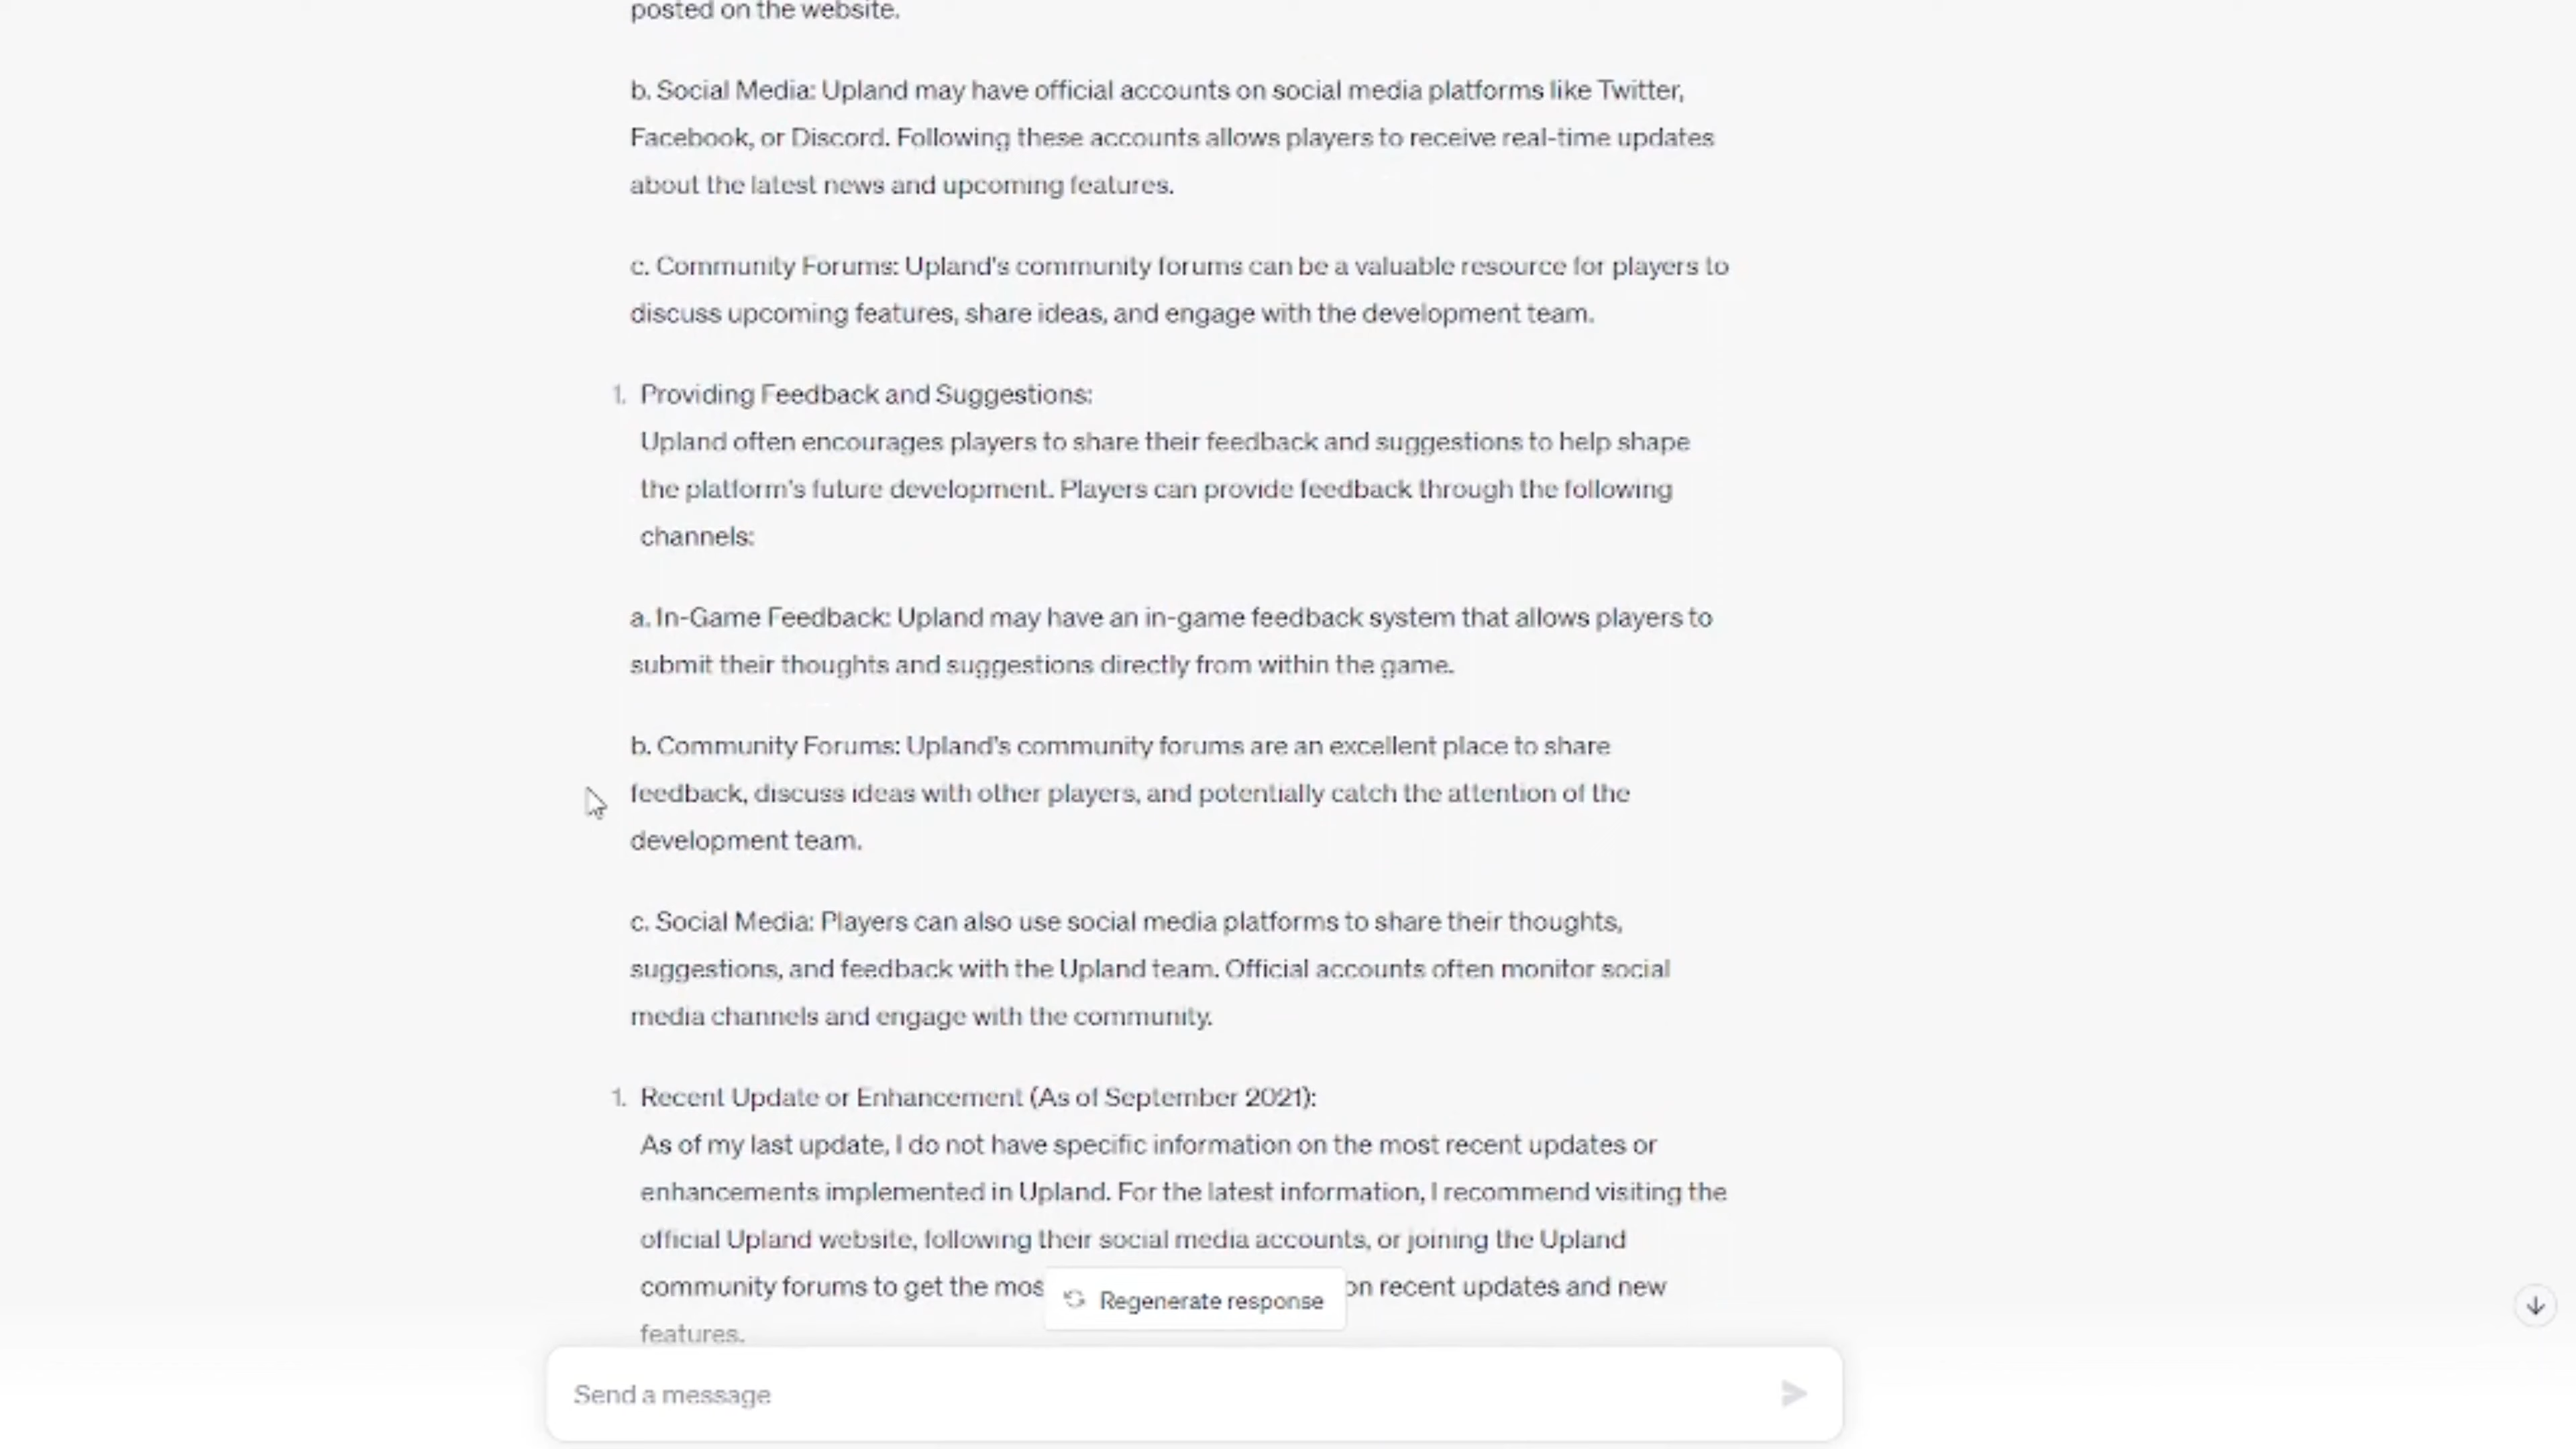 posted on the website.
b. Social Media: Upland may have official accounts on social media platforms like Twitter,
Facebook, or Discord. Following these accounts allows players to receive real-time updates
about the latest news and upcoming features.
c. Community Forums: Upland's community forums can be a valuable resource for players to
discuss upcoming features, share ideas, and engage with the development team.
1. Providing Feedback and Suggestions:
Upland often encourages players to share their feedback and suggestions to help shape
the platform's future development. Players can provide feedback through the following
channels:
a. In-Game Feedback: Upland may have an in-game feedback system that allows players to
submit their thoughts and suggestions directly from within the game.
b. Community Forums: Upland's community forums are an excellent place to share
feedback, discuss ideas with other players, and potentially catch the attention of the
development team.
c. Social Media: Players can also use social media platforms to share their thoughts,
suggestions, and feedback with the Upland team. Official accounts often monitor social
media channels and engage with the community.
1. Recent Update or Enhancement (As of September 2021):
As of my last update, I do not have specific information on the most recent updates or
enhancements implemented in Upland. For the latest information, I recommend visiting the
official Upland website, following their social media accounts, or joining the Upland
community forums to get the mos on recent updates and new
Regenerate response
features.
Send a message